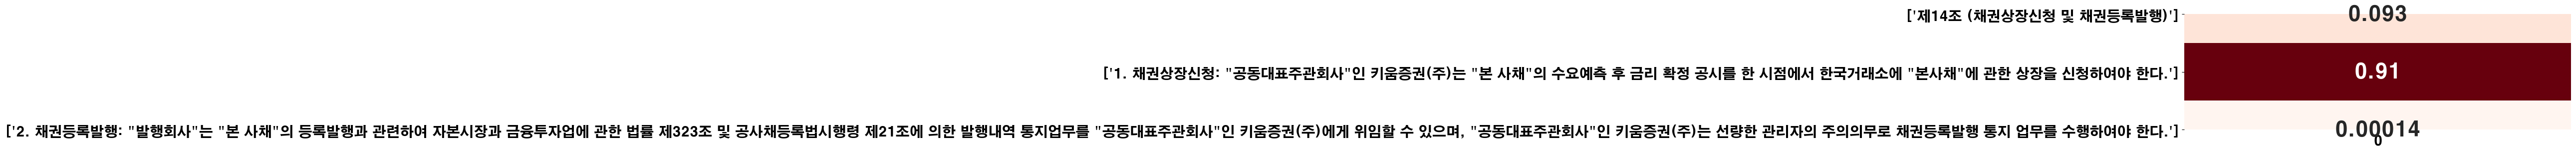 ['제14조 (채권상장신청 및 채권등록발행)']
0.093
['1. 채권상장신청: "공동대표주관회사"인 키움증권(주)는 "본 사채"의 수요예측 후 금리 확정 공시를 한 시점에서 한국거래소에 "본사채"에 관한 상장을 신청하여야 한다.']
0.91
['2. 채권등록발행: "발행회사"는 "본 사채"의 등록발행과 관련하여 자본시장과 금융투자업에 관한 법률 제323조 및 공사채등록법시행령 제21조에 의한 발행내역 통지업무를 "공동대표주관회사"인 키움증권(주)에게 위임할 수 있으며, "공동대표주관회사"인 키움증권(주)는 선량한 관리자의 주의의무로 채권등록발행 통지 업무를 수행하여야 한다.']
0.00014
0